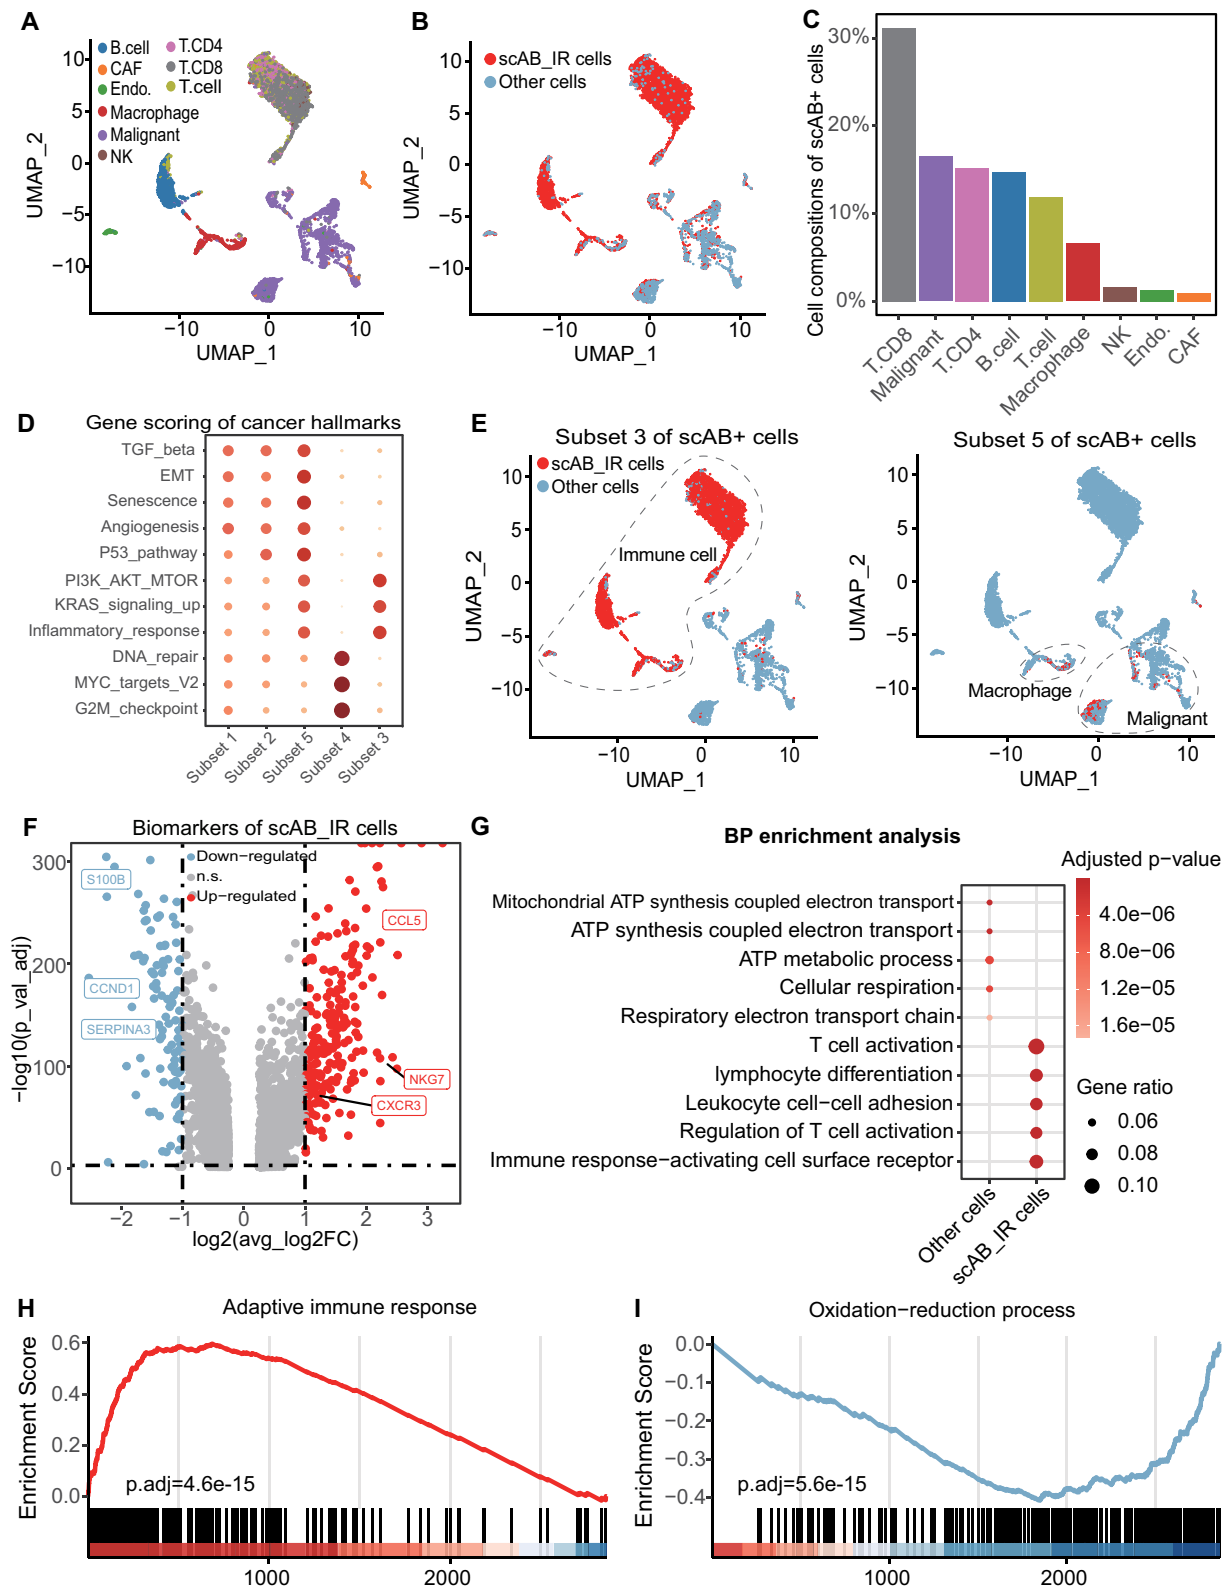 A
B.cell
CAF
Endo.
Macrophage
Malignant
NK
T.CD4
T.CD8
T.cell
10
5
0
−5
−10
UMAP_2
−10
0
10
UMAP_1
B
scAB_IR cells
Other cells
10
5
0
−5
−10
UMAP_2
−10
0
10
UMAP_1
C
Cell compositions of scAB+ cells
30%
20%
10%
0%
T.CD8
Malignant
T.CD4
B.cell
T.cell
Macrophage
NK
Endo.
CAF
D
Gene scoring of cancer hallmarks
TGF_beta
EMT
Senescence
Angiogenesis
P53_pathway
PI3K_AKT_MTOR
KRAS_signaling_up
Inflammatory_response
DNA_repair
MYC_targets_V2
G2M_checkpoint
Subset 1
Subset 2
Subset 5
Subset 4
Subset 3
E
Subset 3 of scAB+ cells
scAB_IR cells
Other cells
Immune cell
10
5
0
−5
−10
UMAP_2
−10
0
10
UMAP_1
Subset 5 of scAB+ cells
Macrophage
Malignant
10
5
0
−5
−10
UMAP_2
−10
0
10
UMAP_1
F
Biomarkers of scAB_IR cells
Down−regulated
n.s.
Up−regulated
S100B
CCND1
SERPINA3
CCL5
NKG7
CXCR3
300
200
100
0
−log10(p_val_adj)
−2
−1
0
1
2
3
log2(avg_log2FC)
G
BP enrichment analysis
Mitochondrial ATP synthesis coupled electron transport
ATP synthesis coupled electron transport
ATP metabolic process
Cellular respiration
Respiratory electron transport chain
T cell activation
lymphocyte differentiation
Leukocyte cell−cell adhesion
Regulation of T cell activation
Immune response−activating cell surface receptor
Other cells
scAB_IR cells
Adjusted p−value
4.0e−06
8.0e−06
1.2e−05
1.6e−05
Gene ratio
0.06
0.08
0.10
H
Adaptive immune response
Enrichment Score
0.6
0.4
0.2
0.0
p.adj=4.6e-15
1000
2000
I
Oxidation−reduction process
Enrichment Score
0.0
−0.1
−0.2
−0.3
−0.4
p.adj=5.6e-15
1000
2000